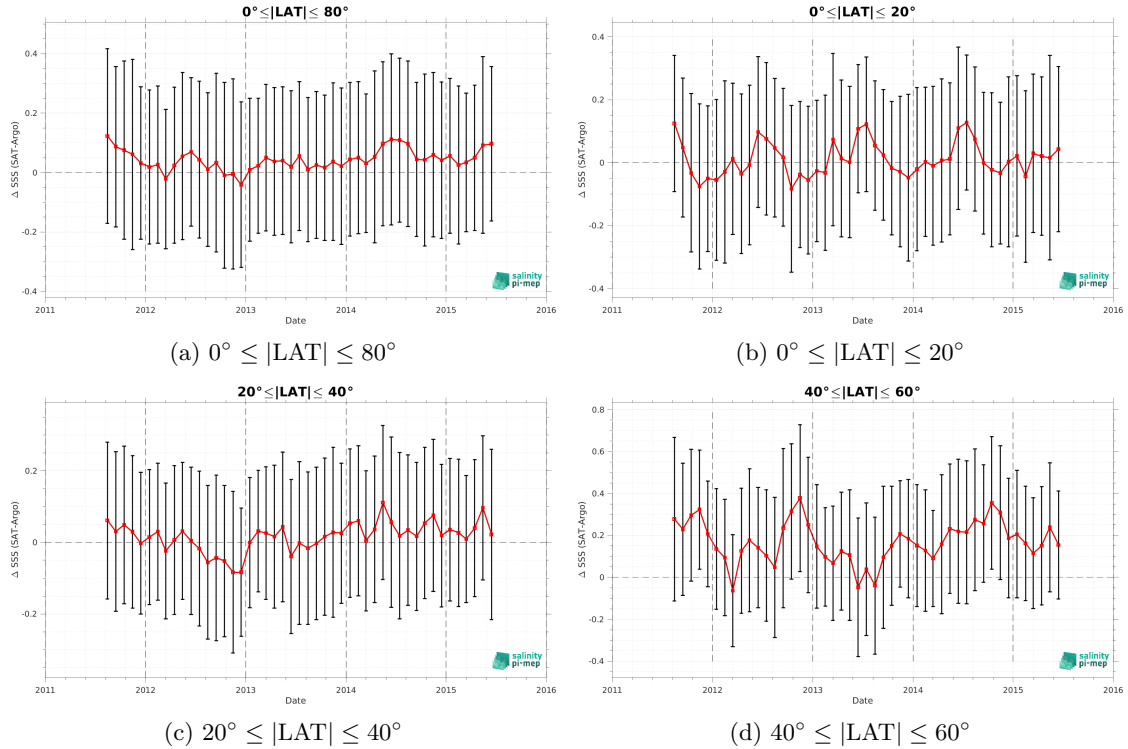 0°≤|LAT|≤ 80°
Δ SSS (SAT-Argo)
0.4
0.2
0
-0.2
-0.4
2011
2012
2013
2014
2015
2016
Date
salinity
pi-mep
(a) 0° ≤ |LAT| ≤ 80°
0°≤|LAT|≤ 20°
Δ SSS (SAT-Argo)
0.4
0.2
0
-0.2
-0.4
2011
2012
2013
2014
2015
2016
Date
salinity
pi-mep
(b) 0° ≤ |LAT| ≤ 20°
20°≤|LAT|≤ 40°
Δ SSS (SAT-Argo)
0.2
0
-0.2
2011
2012
2013
2014
2015
2016
Date
salinity
pi-mep
(c) 20° ≤ |LAT| ≤ 40°
40°≤|LAT|≤ 60°
Δ SSS (SAT-Argo)
0.8
0.6
0.4
0.2
0
-0.2
-0.4
2011
2012
2013
2014
2015
2016
Date
salinity
pi-mep
(d) 40° ≤ |LAT| ≤ 60°